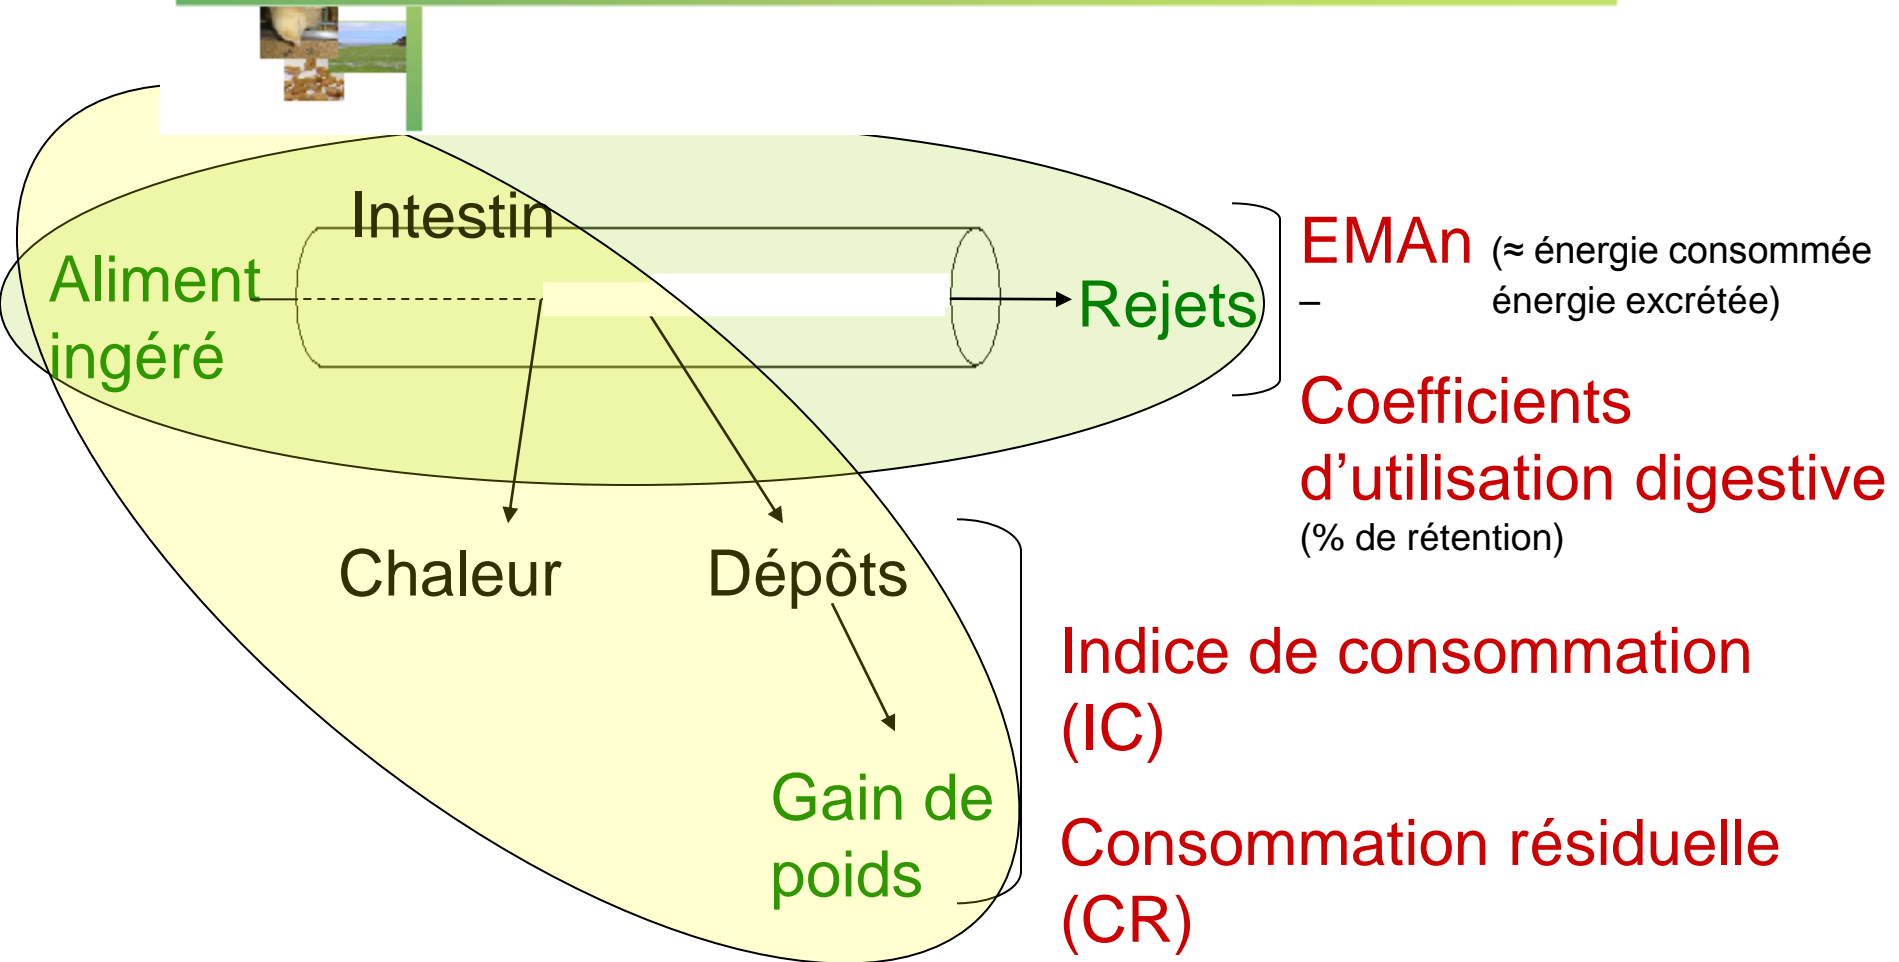 Intestin
Aliment
ingéré
Rejets
EMAn (≈ énergie consommée
– énergie excrétée)
Coefficients
d’utilisation digestive
(% de rétention)
Chaleur
Dépôts
Gain de
poids
Indice de consommation
(IC)
Consommation résiduelle
(CR)